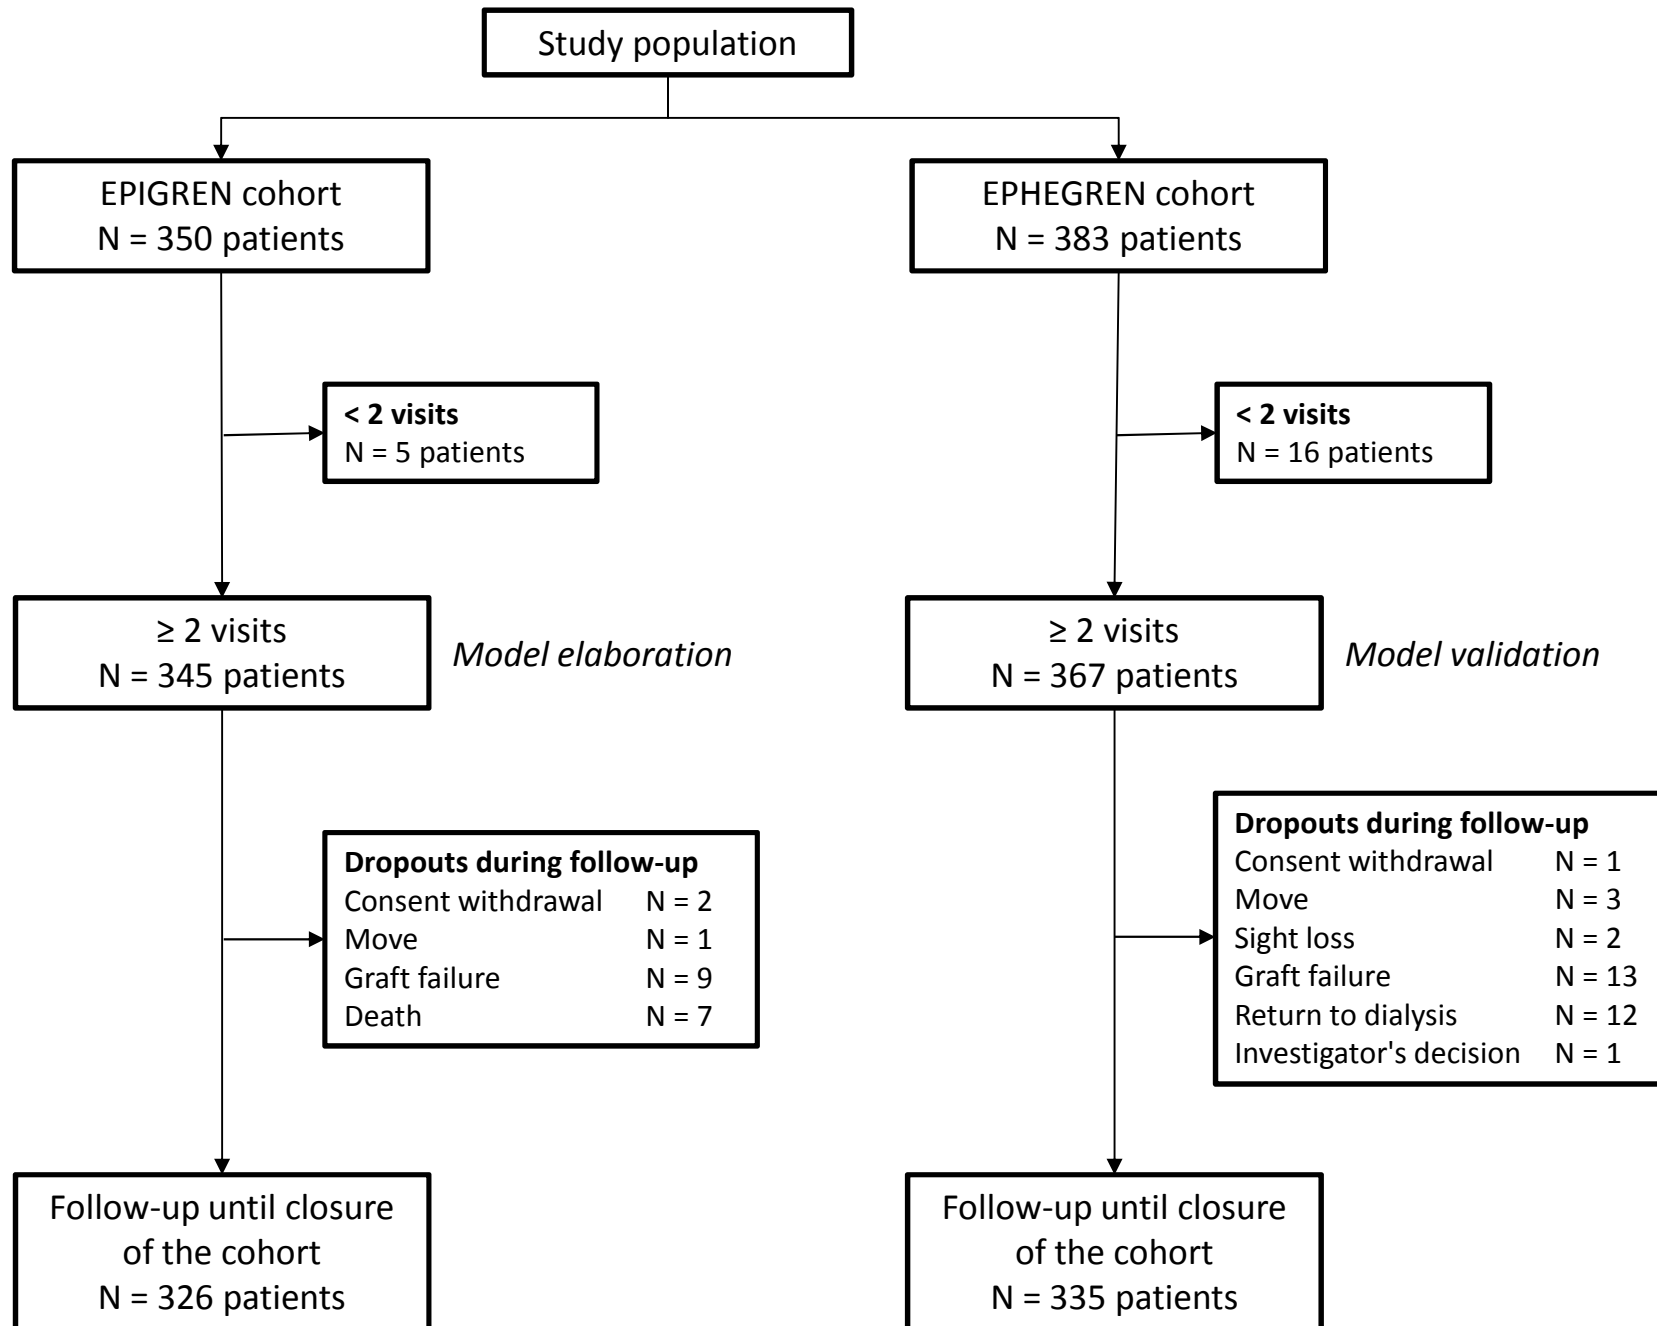 Study population
EPIGREN cohort
N = 350 patients
EPHEGREN cohort
N = 383 patients
< 2 visits
N = 5 patients
< 2 visits
N = 16 patients
≥ 2 visits
N = 345 patients
Model elaboration
≥ 2 visits
N = 367 patients
Model validation
Dropouts during follow-up
Consent withdrawal N = 2
Move N = 1
Graft failure N = 9
Death N = 7
Dropouts during follow-up
Consent withdrawal N = 1
Move N = 3
Sight loss N = 2
Graft failure N = 13
Return to dialysis N = 12
Investigator's decision N = 1
Follow-up until closure
of the cohort
N = 326 patients
Follow-up until closure
of the cohort
N = 335 patients